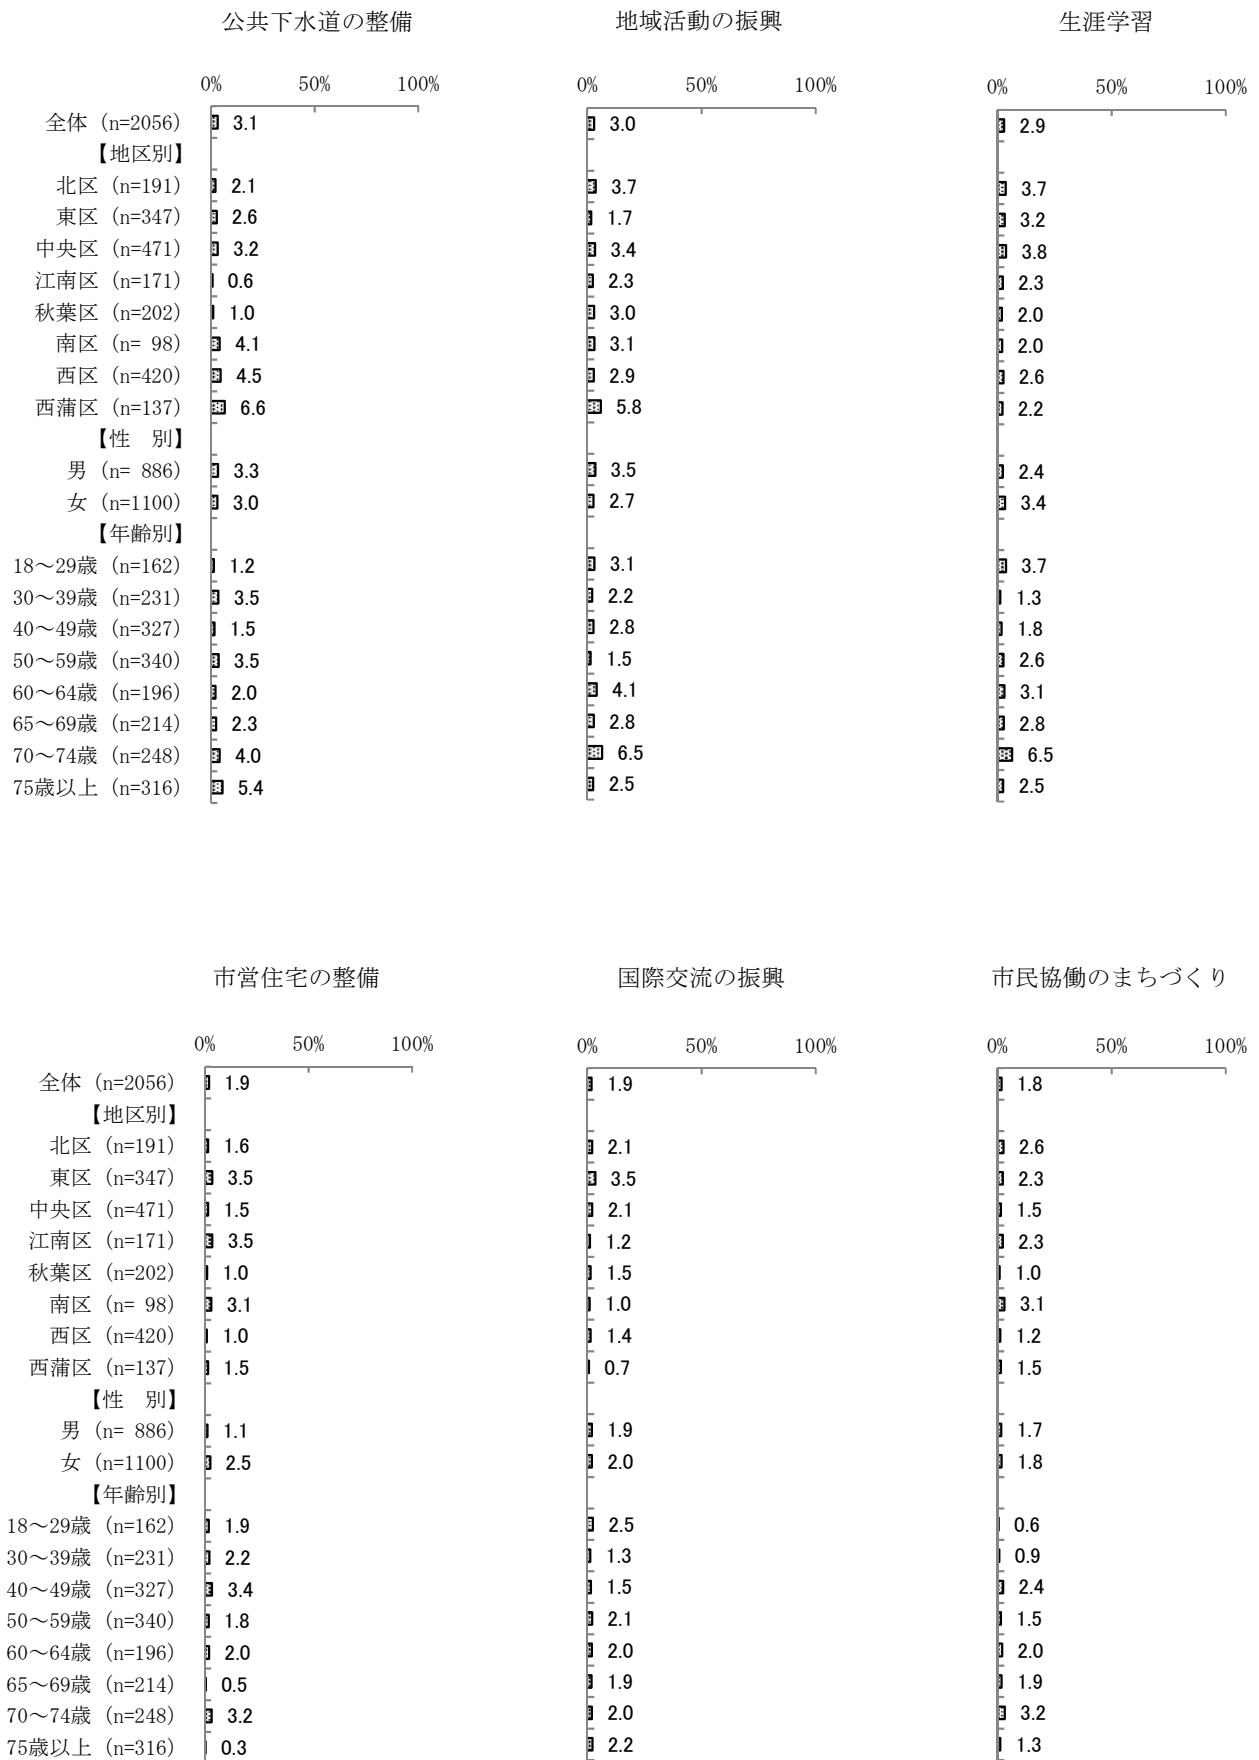 公共下水道の整備 地域活動の振興 生涯学習
0% 50% 100% 0% 50% 100% 0% 50% 100%
全体 (n=2056) 3.1 3.0 2.9
【地区別】
北区 (n=191) 2.1 3.7 3.7
東区 (n=347) 2.6 1.7 3.2
中央区 (n=471) 3.2 3.4 3.8
江南区 (n=171) 0.6 2.3 2.3
秋葉区 (n=202) 1.0 3.0 2.0
南区 (n= 98) 4.1 3.1 2.0
西区 (n=420) 4.5 2.9 2.6
西蒲区 (n=137) 6.6 5.8 2.2
【性　別】
男 (n= 886) 3.3 3.5 2.4
女 (n=1100) 3.0 2.7 3.4
【年齢別】
18～29歳 (n=162) 1.2 3.1 3.7
30～39歳 (n=231) 3.5 2.2 1.3
40～49歳 (n=327) 1.5 2.8 1.8
50～59歳 (n=340) 3.5 1.5 2.6
60～64歳 (n=196) 2.0 4.1 3.1
65～69歳 (n=214) 2.3 2.8 2.8
70～74歳 (n=248) 4.0 6.5 6.5
75歳以上 (n=316) 5.4 2.5 2.5
市営住宅の整備 国際交流の振興 市民協働のまちづくり
0% 50% 100% 0% 50% 100% 0% 50% 100%
全体 (n=2056) 1.9 1.9 1.8
【地区別】
北区 (n=191) 1.6 2.1 2.6
東区 (n=347) 3.5 3.5 2.3
中央区 (n=471) 1.5 2.1 1.5
江南区 (n=171) 3.5 1.2 2.3
秋葉区 (n=202) 1.0 1.5 1.0
南区 (n= 98) 3.1 1.0 3.1
西区 (n=420) 1.0 1.4 1.2
西蒲区 (n=137) 1.5 0.7 1.5
【性　別】
男 (n= 886) 1.1 1.9 1.7
女 (n=1100) 2.5 2.0 1.8
【年齢別】
18～29歳 (n=162) 1.9 2.5 0.6
30～39歳 (n=231) 2.2 1.3 0.9
40～49歳 (n=327) 3.4 1.5 2.4
50～59歳 (n=340) 1.8 2.1 1.5
60～64歳 (n=196) 2.0 2.0 2.0
65～69歳 (n=214) 0.5 1.9 1.9
70～74歳 (n=248) 3.2 2.0 3.2
75歳以上 (n=316) 0.3 2.2 1.3